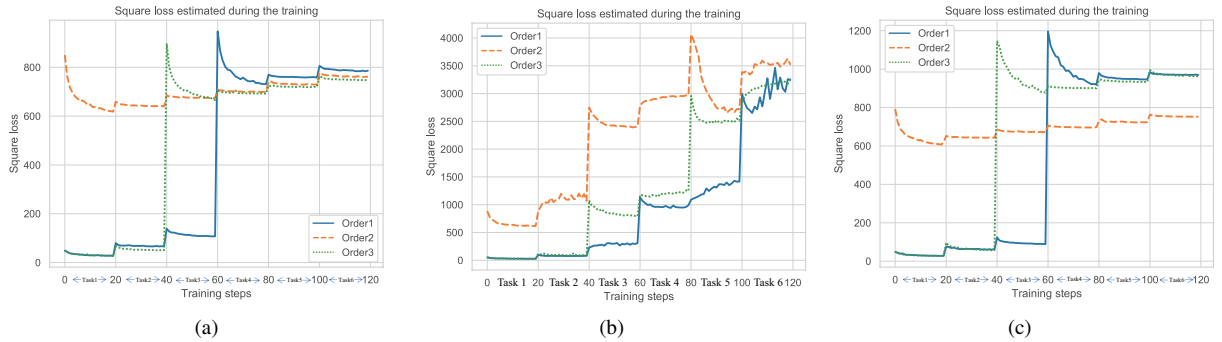 Square loss estimated during the training
Square loss
800
600
400
200
0
Order1
Order2
Order3
0 20 40 60 80 100 120
Task1 Task2 Task3 Task4 Task5 Task6
Training steps
(a)
Square loss estimated during the training
Square loss
4000
3500
3000
2500
2000
1500
1000
500
0
Order1
Order2
Order3
0 Task 1 20 Task 2 40 Task 3 60 Task 4 80 Task 5 100 Task 6 120
Training steps
(b)
Square loss estimated during the training
Square loss
1200
1000
800
600
400
200
0
Order1
Order2
Order3
0 20 40 60 80 100 120
Task1 Task2 Task3 Task4 Task5 Task6
Training steps
(c)